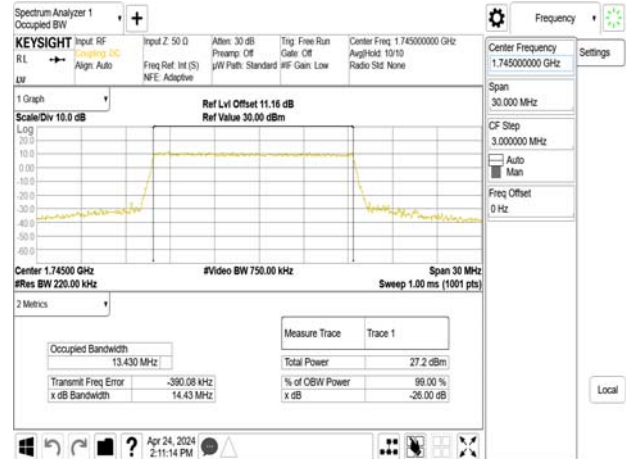 Spectrum Analyzer 1
Occupied BW
+
Frequency
KEYSIGHT
RL
LW
Input: RF
Coupling: DC
Align: Auto
Input Z: 50 Ω
Freq Ref: Int (S)
NFE: Adaptive
Atten: 30 dB
Preamp: Off
µW Path: Standard
Trig: Free Run
Gate: Off
#IF Gain: Low
Center Freq: 1.745000000 GHz
Avg|Hold: 10/10
Radio Std: None
Center Frequency
1.745000000 GHz
Settings
Span
30.000 MHz
CF Step
3.000000 MHz
Auto
Man
Freq Offset
0 Hz
Local
1 Graph
Scale/Div 10.0 dB
Ref Lvl Offset 11.16 dB
Ref Value 30.00 dBm
Log
20.0
10.0
0.00
-10.0
-20.0
-30.0
-40.0
-50.0
-60.0
Center 1.74500 GHz
#Video BW 750.00 kHz
Span 30 MHz
#Res BW 220.00 kHz
Sweep 1.00 ms (1001 pts)
2 Metrics
Measure Trace Trace 1
Occupied Bandwidth
13.430 MHz
Total Power 27.2 dBm
Transmit Freq Error -390.08 kHz
% of OBW Power 99.00 %
x dB Bandwidth 14.43 MHz
x dB -26.00 dB
?
Apr 24, 2024
2:11:14 PM